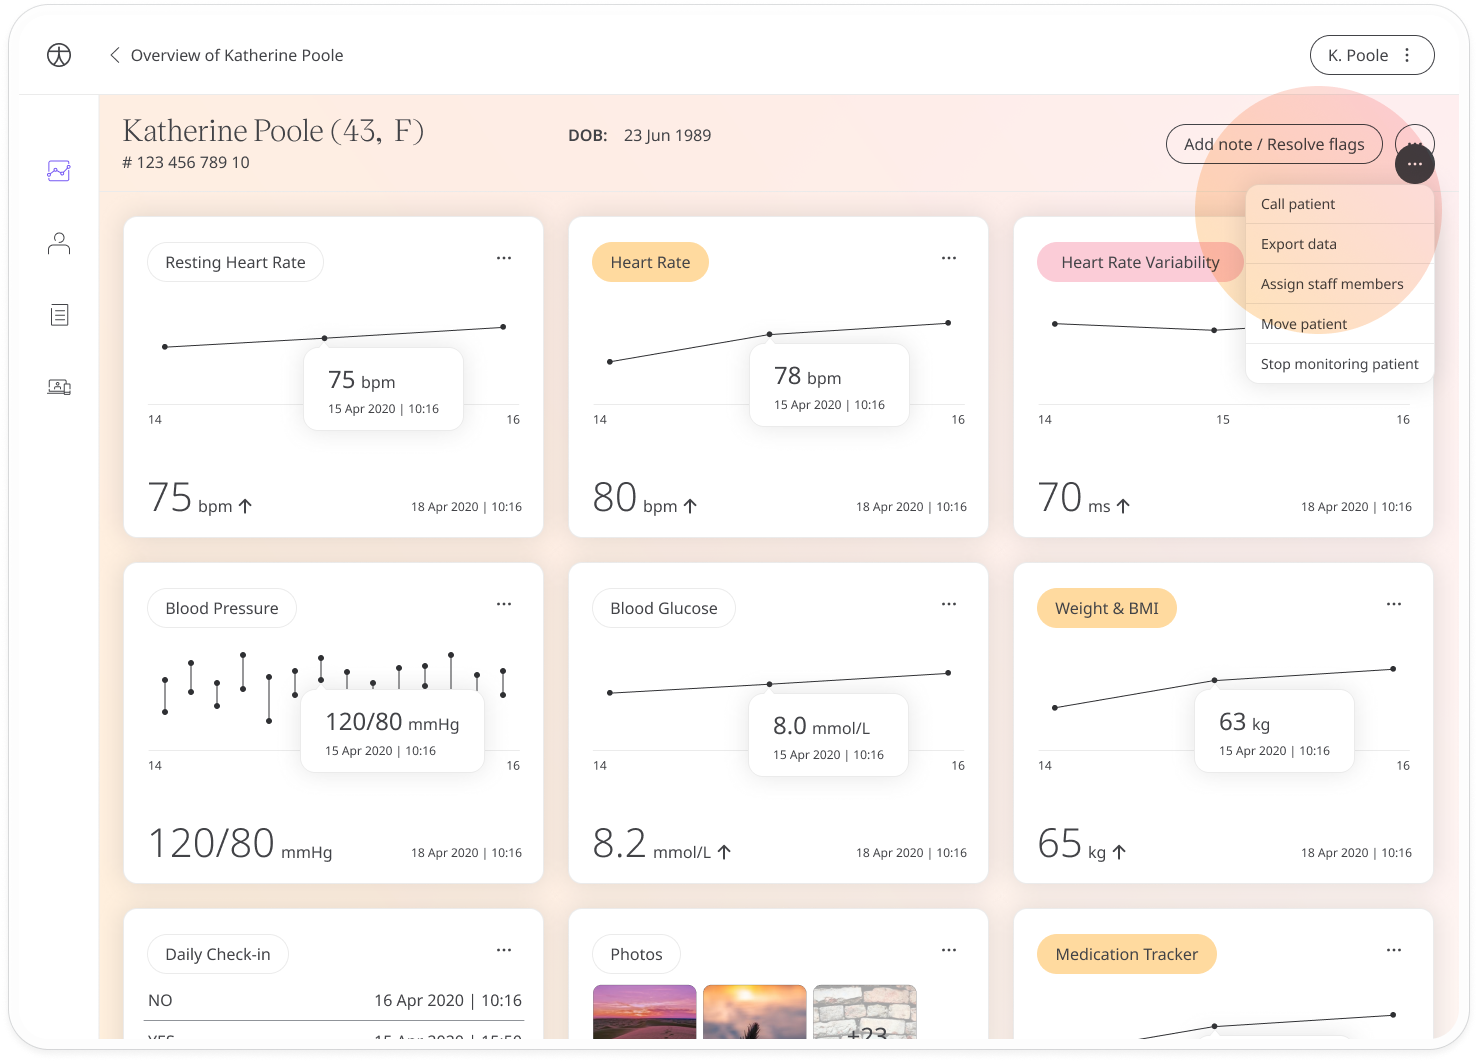 Overview of Katherine Poole
K. Poole
Katherine Poole (43, F)
# 123 456 789 10
DOB: 23 Jun 1989
Add note / Resolve flags
Call patient
Export data
Assign staff members
Move patient
Stop monitoring patient
Resting Heart Rate
75 bpm
15 Apr 2020 | 10:16
14
16
75 bpm
18 Apr 2020 | 10:16
Heart Rate
78 bpm
15 Apr 2020 | 10:16
14
16
80 bpm
18 Apr 2020 | 10:16
Heart Rate Variability
14
15
16
70 ms
18 Apr 2020 | 10:16
Blood Pressure
120/80 mmHg
15 Apr 2020 | 10:16
14
16
120/80 mmHg
18 Apr 2020 | 10:16
Blood Glucose
8.0 mmol/L
15 Apr 2020 | 10:16
14
16
8.2 mmol/L
18 Apr 2020 | 10:16
Weight & BMI
63 kg
15 Apr 2020 | 10:16
14
16
65 kg
18 Apr 2020 | 10:16
Daily Check-in
NO 16 Apr 2020 | 10:16
YES 15 Apr 2020 | 15:50
Photos
+23
Medication Tracker